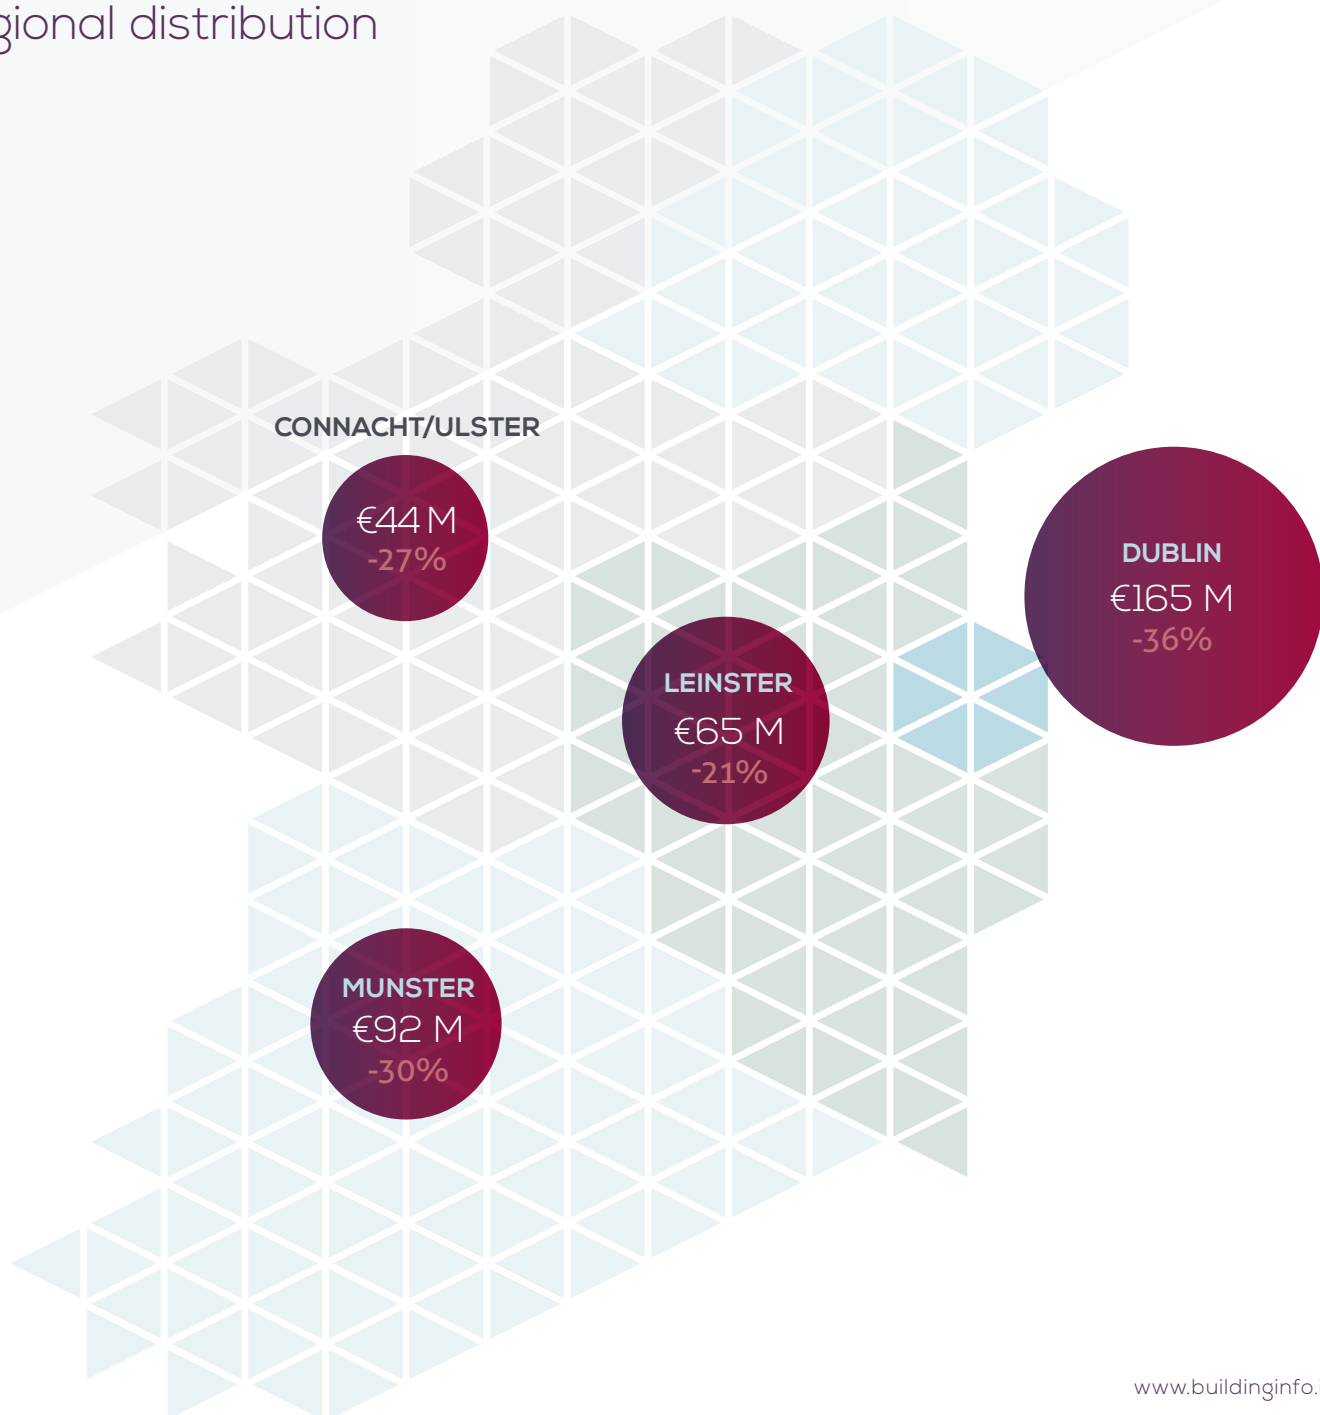 gional distribution
CONNACHT/ULSTER
€44 M
-27%
DUBLIN
€165 M
-36%
LEINSTER
€65 M
-21%
MUNSTER
€92 M
-30%
www.buildinginfo.i